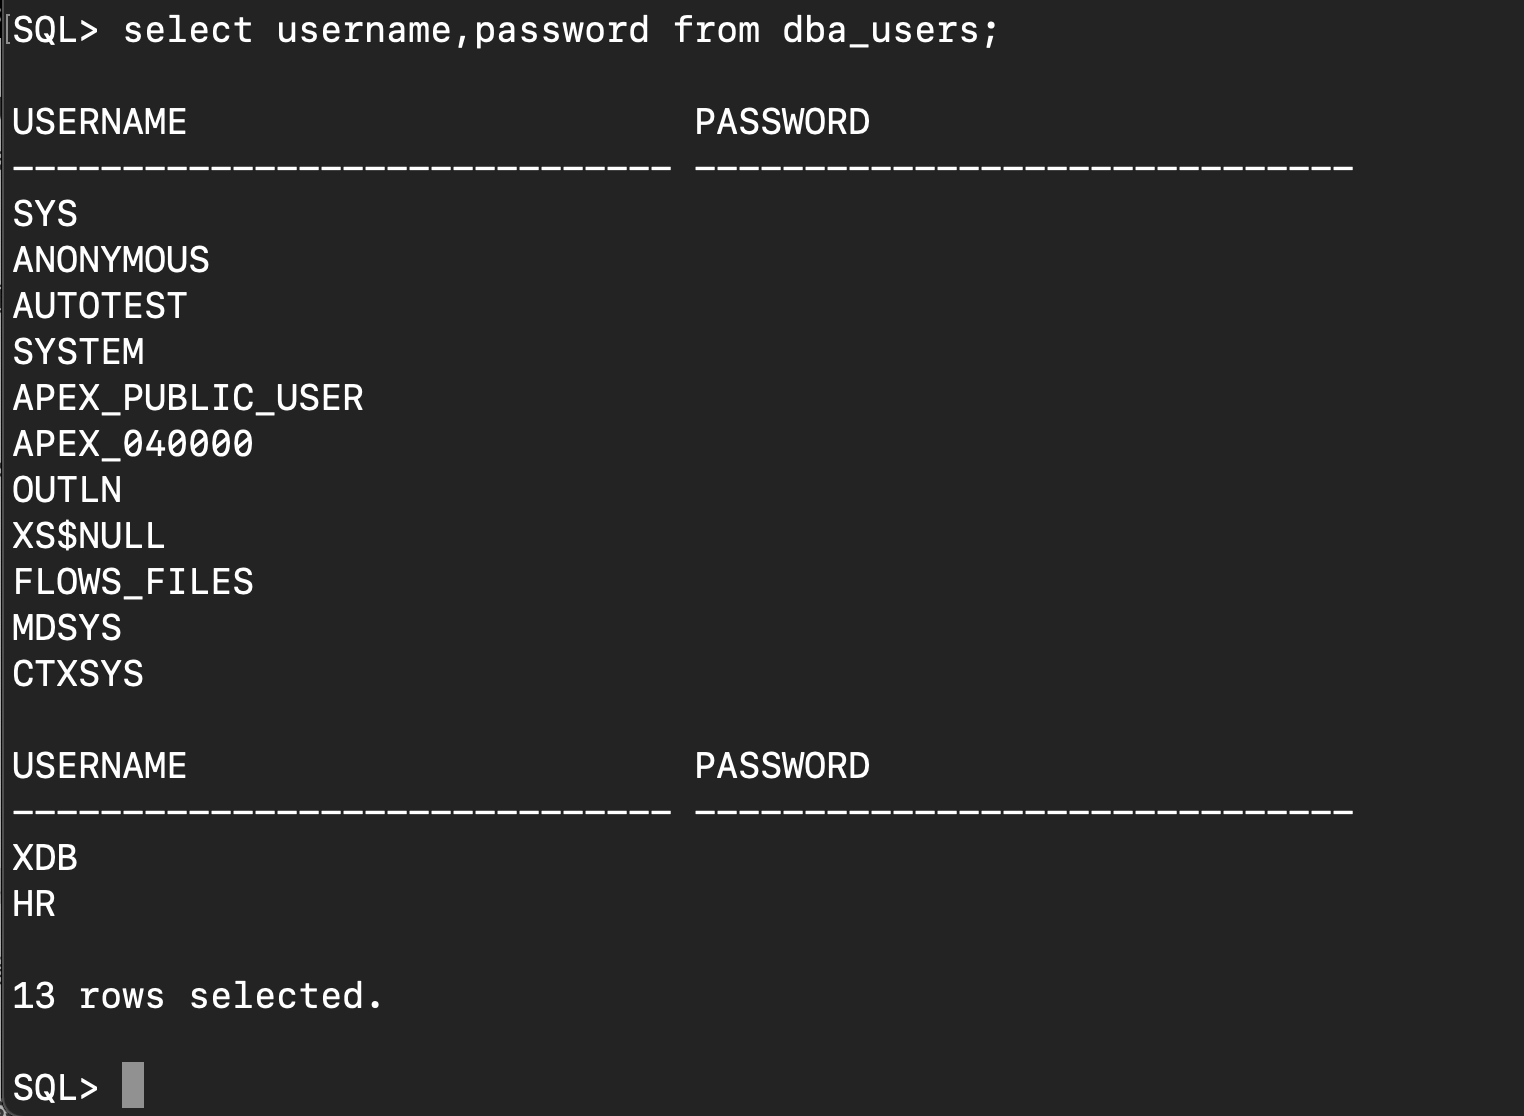 SQL> select username,password from dba_users;
USERNAME PASSWORD
------------------------------ ------------------------------
SYS
ANONYMOUS
AUTOTEST
SYSTEM
APEX_PUBLIC_USER
APEX_040000
OUTLN
XS$NULL
FLOWS_FILES
MDSYS
CTXSYS
USERNAME PASSWORD
------------------------------ ------------------------------
XDB
HR
13 rows selected.
SQL>